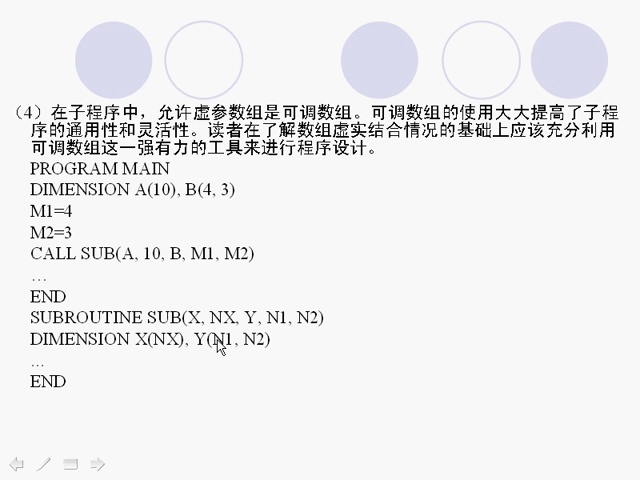 （4）在子程序中，允许虚参数组是可调数组。可调数组的使用大大提高了子程
序的通用性和灵活性。读者在了解数组虚实结合情况的基础上应该充分利用
可调数组这一强有力的工具来进行程序设计。
PROGRAM MAIN
DIMENSION A(10), B(4, 3)
M1=4
M2=3
CALL SUB(A, 10, B, M1, M2)
…
END
SUBROUTINE SUB(X, NX, Y, N1, N2)
DIMENSION X(NX), Y(N1, N2)
...
END